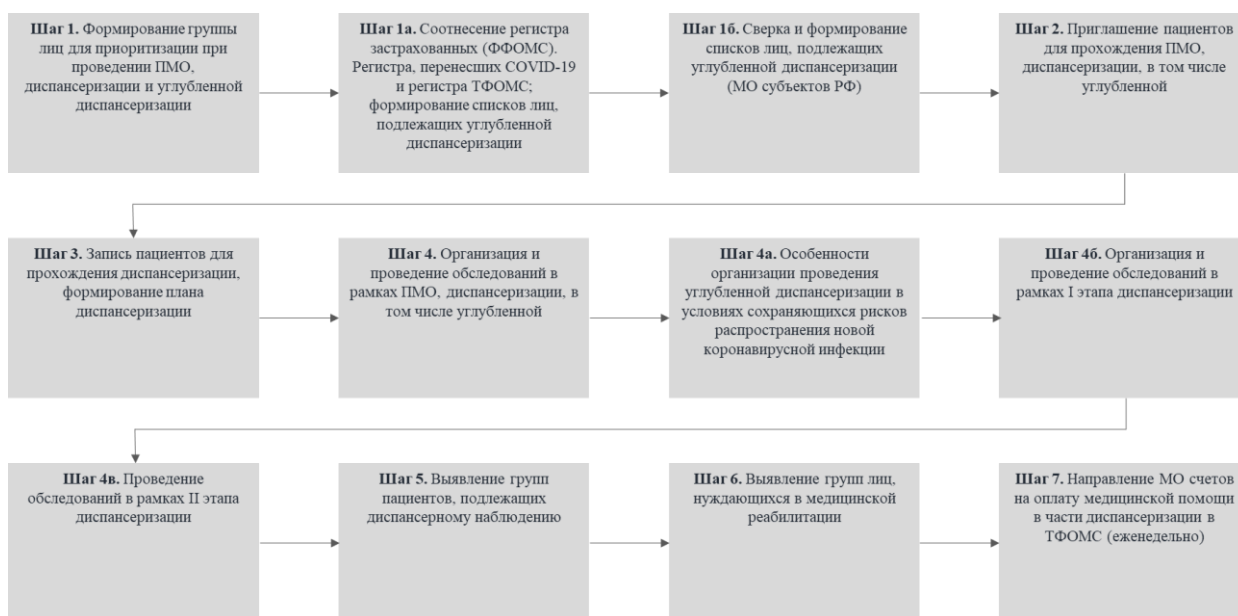 Шаг 1. Формирование группы
лиц для приоритизации при
проведении ПМО,
диспансеризации и углубленной
диспансеризации
Шаг 1а. Соотнесение регистра
застрахованных (ФФОМС).
Регистра, перенесших COVID-19
и регистра ТФОМС;
формирование списков лиц,
подлежащих углубленной
диспансеризации
Шаг 1б. Сверка и формирование
списков лиц, подлежащих
углубленной диспансеризации
(МО субъектов РФ)
Шаг 2. Приглашение пациентов
для прохождения ПМО,
диспансеризации, в том числе
углубленной
Шаг 3. Запись пациентов для
прохождения диспансеризации,
формирование плана
диспансеризации
Шаг 4. Организация и
проведение обследований в
рамках ПМО, диспансеризации, в
том числе углубленной
Шаг 4а. Особенности
организации проведения
углубленной диспансеризации в
условиях сохраняющихся рисков
распространения новой
коронавирусной инфекции
Шаг 4б. Организация и
проведение обследований в
рамках I этапа диспансеризации
Шаг 4в. Проведение
обследований в рамках II этапа
диспансеризации
Шаг 5. Выявление групп
пациентов, подлежащих
диспансерному наблюдению
Шаг 6. Выявление групп лиц,
нуждающихся в медицинской
реабилитации
Шаг 7. Направление МО счетов
на оплату медицинской помощи
в части диспансеризации в
ТФОМС (еженедельно)